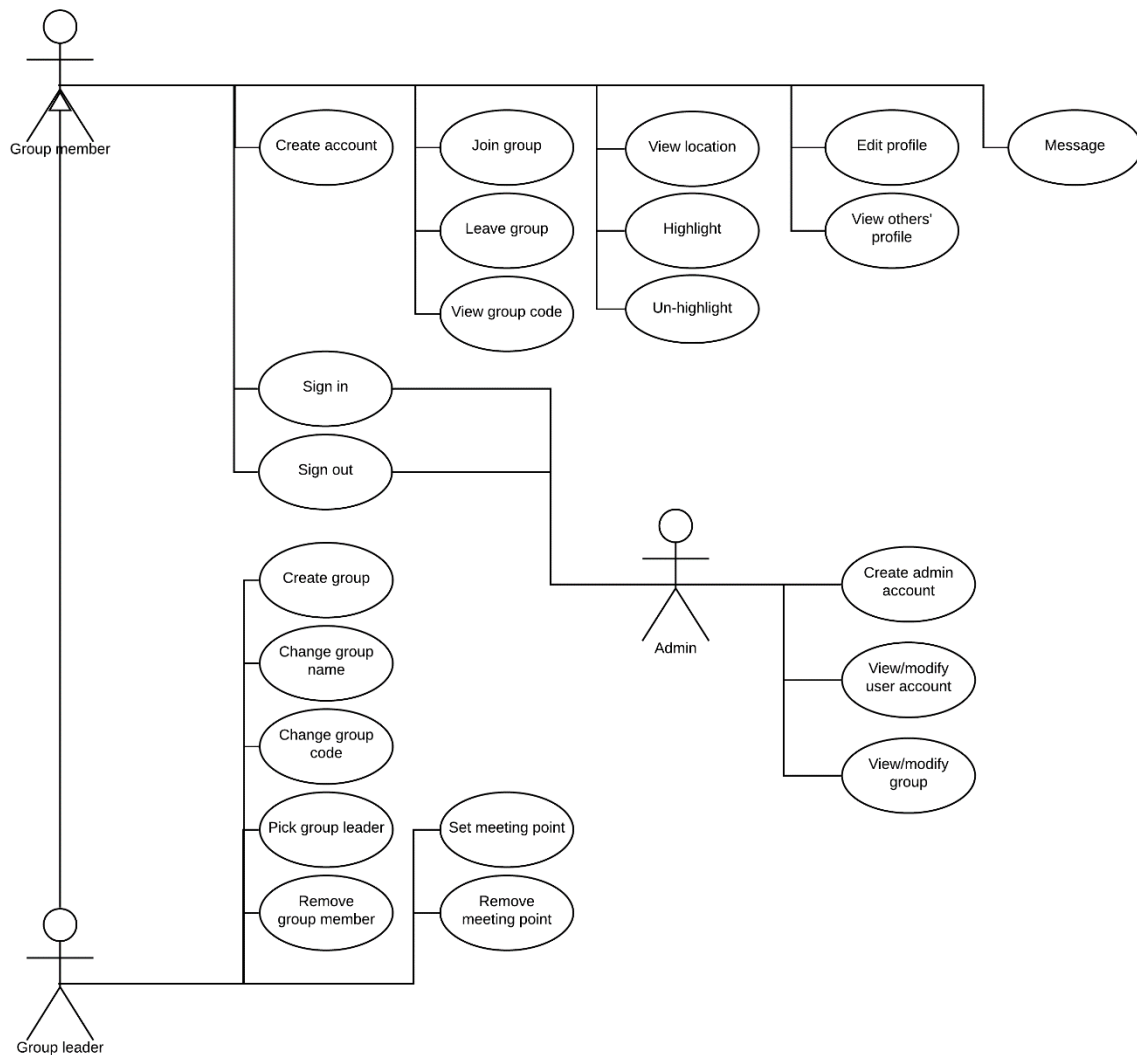 Group member
Create account
Join group
View location
Edit profile
Message
Leave group
Highlight
View others'
profile
View group code
Un-highlight
Sign in
Sign out
Create group
Change group
name
Change group
code
Pick group leader
Remove
group member
Set meeting point
Remove
meeting point
Admin
Create admin
account
View/modify
user account
View/modify
group
Group leader